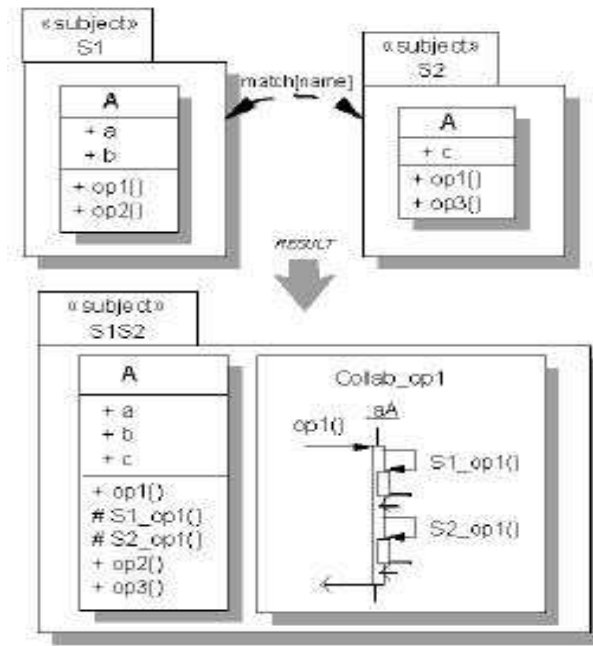 «subject»
S1
A
+ a
+ b
+ op1()
+ op2()
match[name]
«subject»
S2
A
+ c
+ op1()
+ op3()
RESULT
«subject»
S1S2
A
+ a
+ b
+ c
+ op1()
# S1_op1()
# S2_op1()
+ op2()
+ op3()
Collab_op1
aA
op1()
S1_op1()
S2_op1()